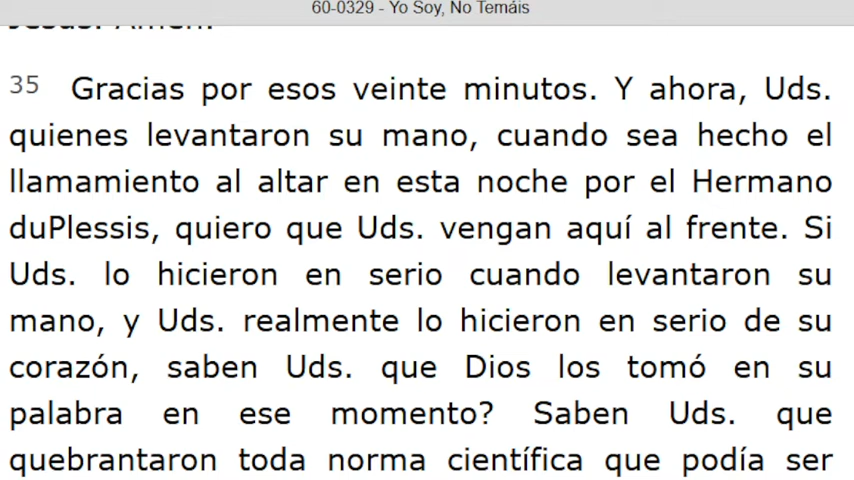 60-0329 - Yo Soy, No Temáis
Jesús. Amén.
35 Gracias por esos veinte minutos. Y ahora, Uds.
quienes levantaron su mano, cuando sea hecho el
llamamiento al altar en esta noche por el Hermano
duPlessis, quiero que Uds. vengan aquí al frente. Si
Uds. lo hicieron en serio cuando levantaron su
mano, y Uds. realmente lo hicieron en serio de su
corazón, saben Uds. que Dios los tomó en su
palabra en ese momento? Saben Uds. que
quebrantaron toda norma científica que podía ser